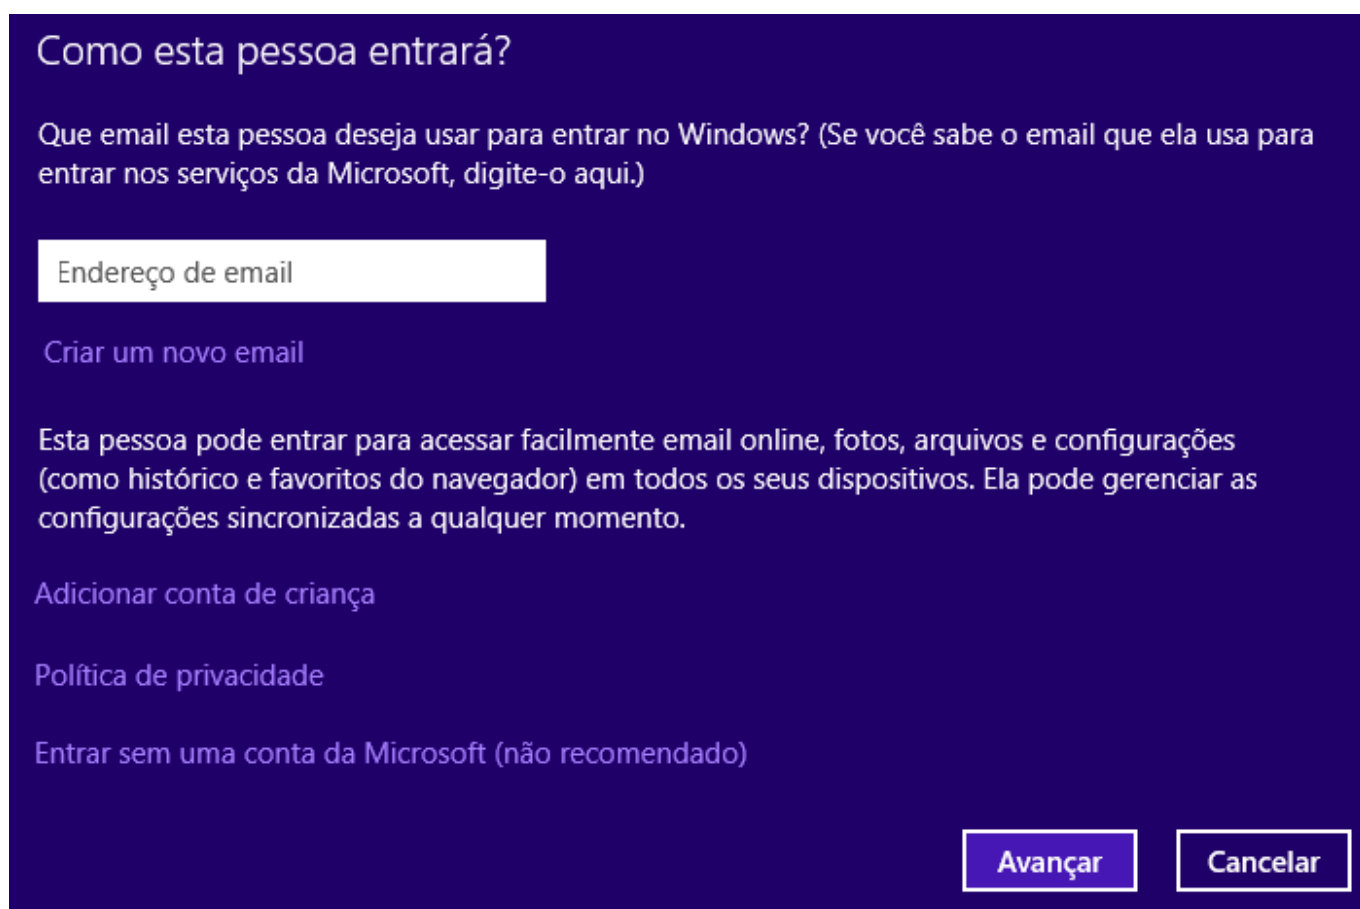 Como esta pessoa entrará?
Que email esta pessoa deseja usar para entrar no Windows? (Se você sabe o email que ela usa para
entrar nos serviços da Microsoft, digite-o aqui.)
Endereço de email
Criar um novo email
Esta pessoa pode entrar para acessar facilmente email online, fotos, arquivos e configurações
(como histórico e favoritos do navegador) em todos os seus dispositivos. Ela pode gerenciar as
configurações sincronizadas a qualquer momento.
Adicionar conta de criança
Política de privacidade
Entrar sem uma conta da Microsoft (não recomendado)
Avançar Cancelar